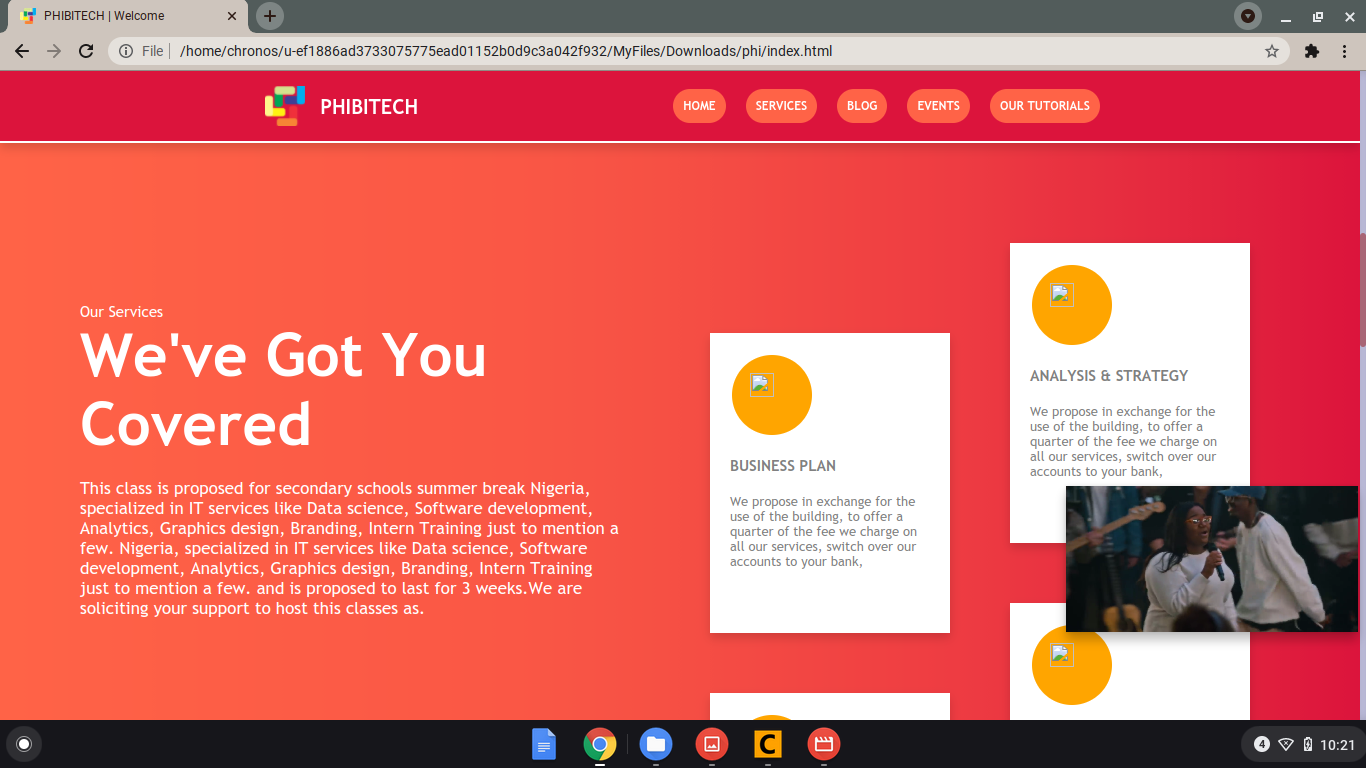 PHIBITECH | Welcome
File
/home/chronos/u-ef1886ad3733075775ead01152b0d9c3a042f932/MyFiles/Downloads/phi/index.html
PHIBITECH
HOME
SERVICES
BLOG
EVENTS
OUR TUTORIALS
Our Services
We've Got You
Covered
This class is proposed for secondary schools summer break Nigeria,
specialized in IT services like Data science, Software development,
Analytics, Graphics design, Branding, Intern Training just to mention a
few. Nigeria, specialized in IT services like Data science, Software
development, Analytics, Graphics design, Branding, Intern Training
just to mention a few. and is proposed to last for 3 weeks.We are
soliciting your support to host this classes as.
BUSINESS PLAN
We propose in exchange for the
use of the building, to offer a
quarter of the fee we charge on
all our services, switch over our
accounts to your bank,
ANALYSIS & STRATEGY
We propose in exchange for the
use of the building, to offer a
quarter of the fee we charge on
all our services, switch over our
accounts to your bank,
C
4
10:21